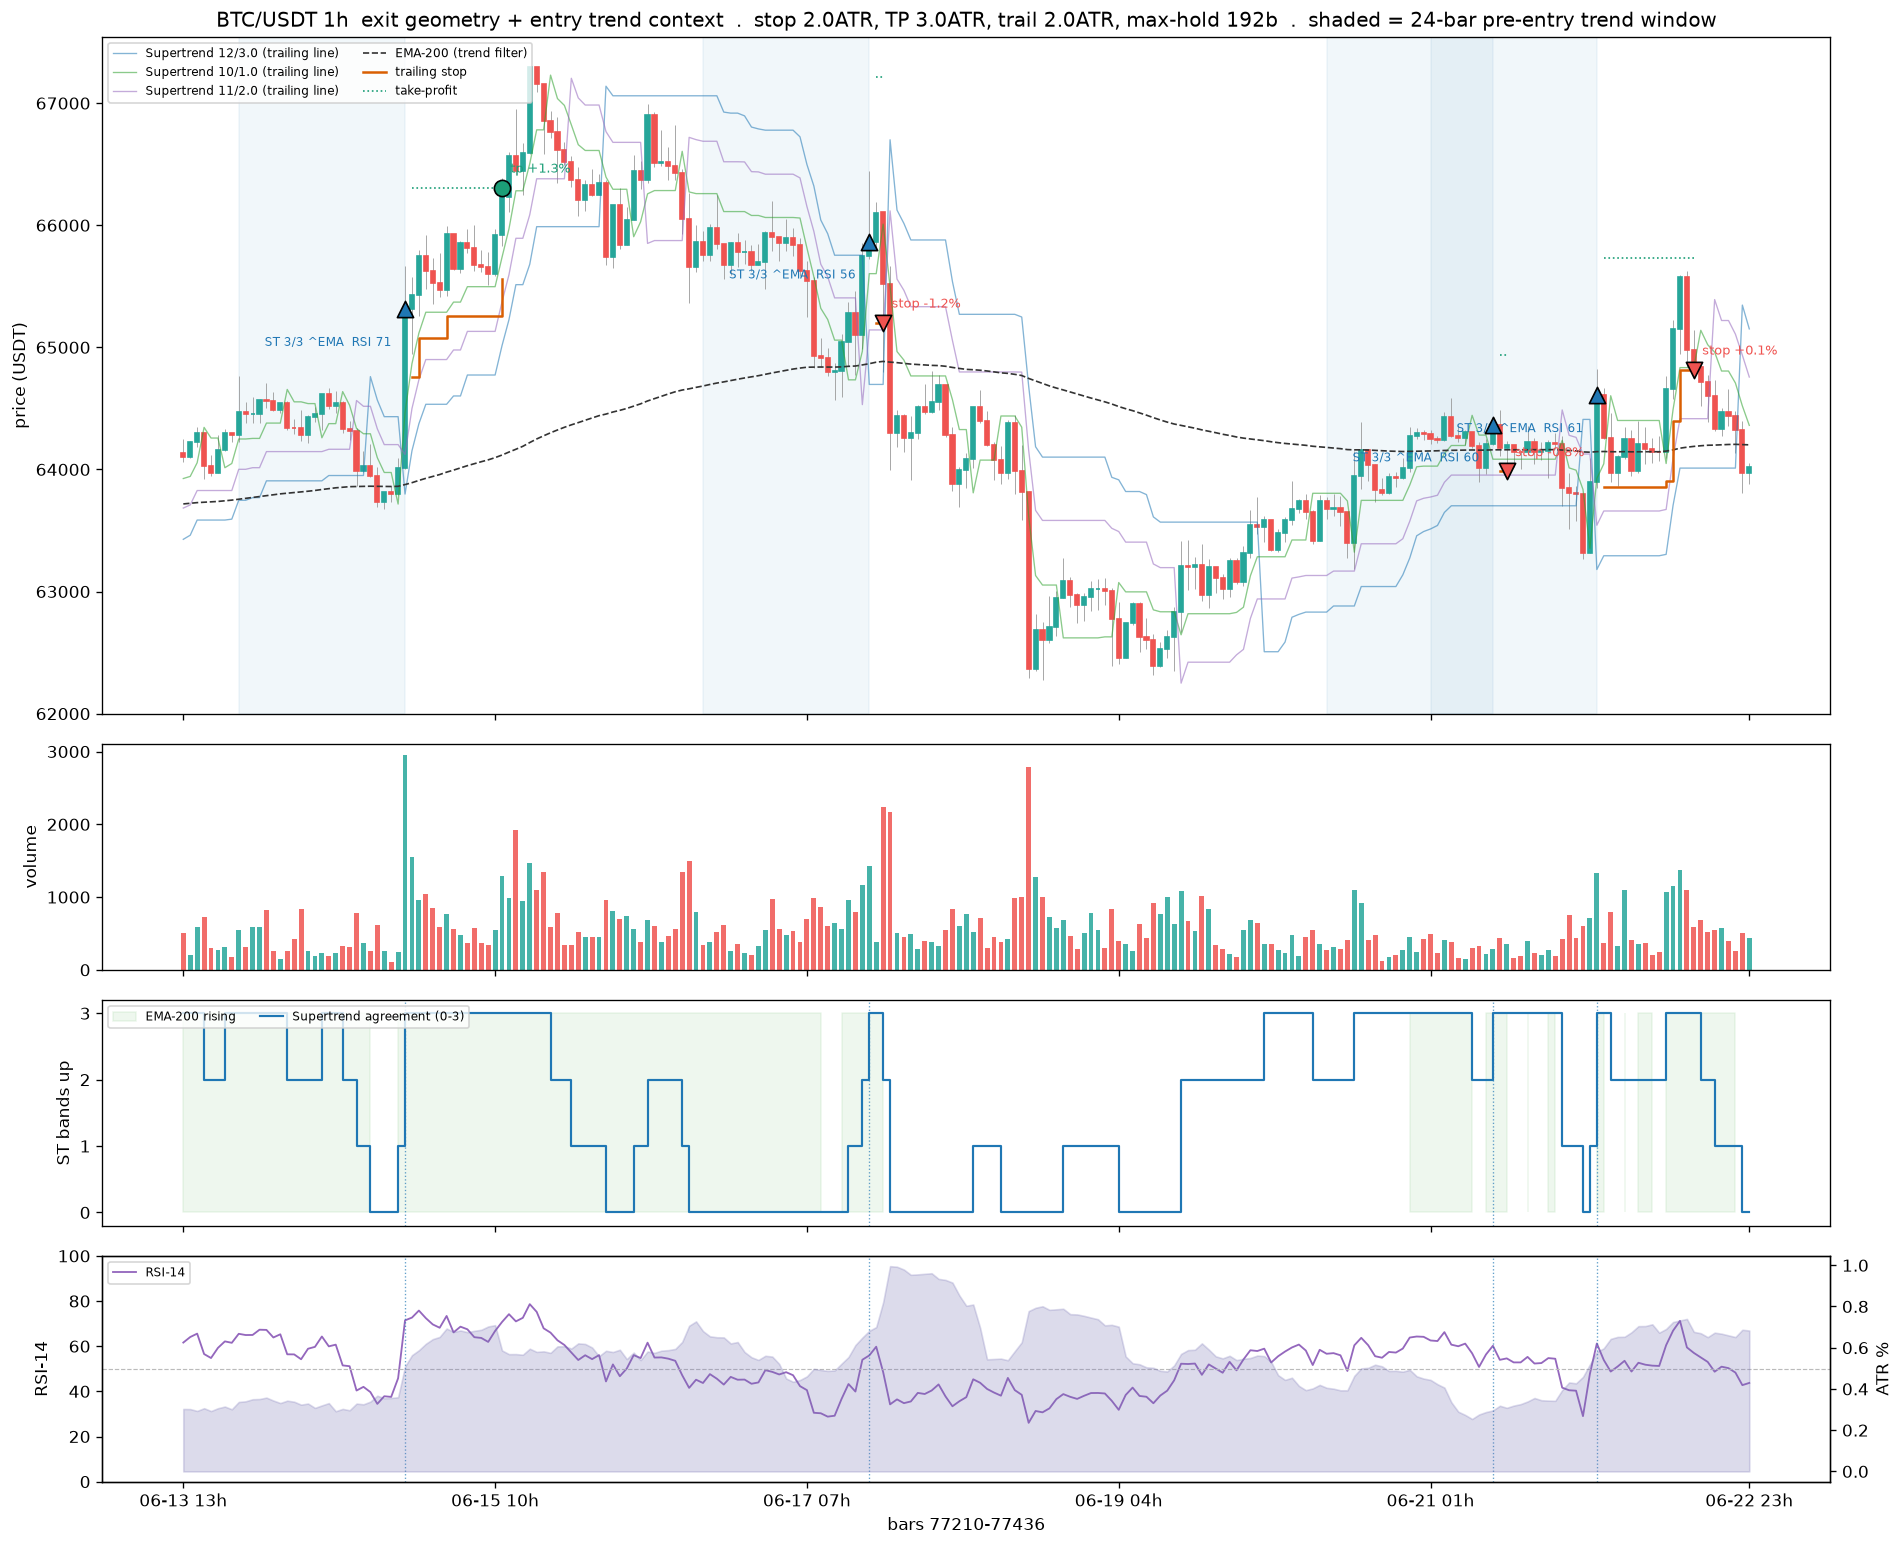 BTC/USDT 1h  exit geometry + entry trend context  .  stop 2.0ATR, TP 3.0ATR, trail 2.0ATR, max-hold 192b  .  shaded = 24-bar pre-entry trend window
Supertrend 12/3.0 (trailing line)
Supertrend 10/1.0 (trailing line)
Supertrend 11/2.0 (trailing line)
EMA-200 (trend filter)
trailing stop
take-profit
price (USDT)
67000
66000
65000
64000
63000
62000
+1.3%
ST 3/3 ^EMA  RSI 71
ST 3/3 ^EMA  RSI 56
stop -1.2%
ST 3/3 ^EMA  RSI 60
ST 3/3 ^EMA  RSI 61
stop +0.1%
volume
3000
2000
1000
0
EMA-200 rising
Supertrend agreement (0-3)
ST bands up
3
2
1
0
RSI-14
RSI-14
100
80
60
40
20
0
ATR %
1.0
0.8
0.6
0.4
0.2
0.0
06-13 13h
06-15 10h
06-17 07h
06-19 04h
06-21 01h
06-22 23h
bars 77210-77436